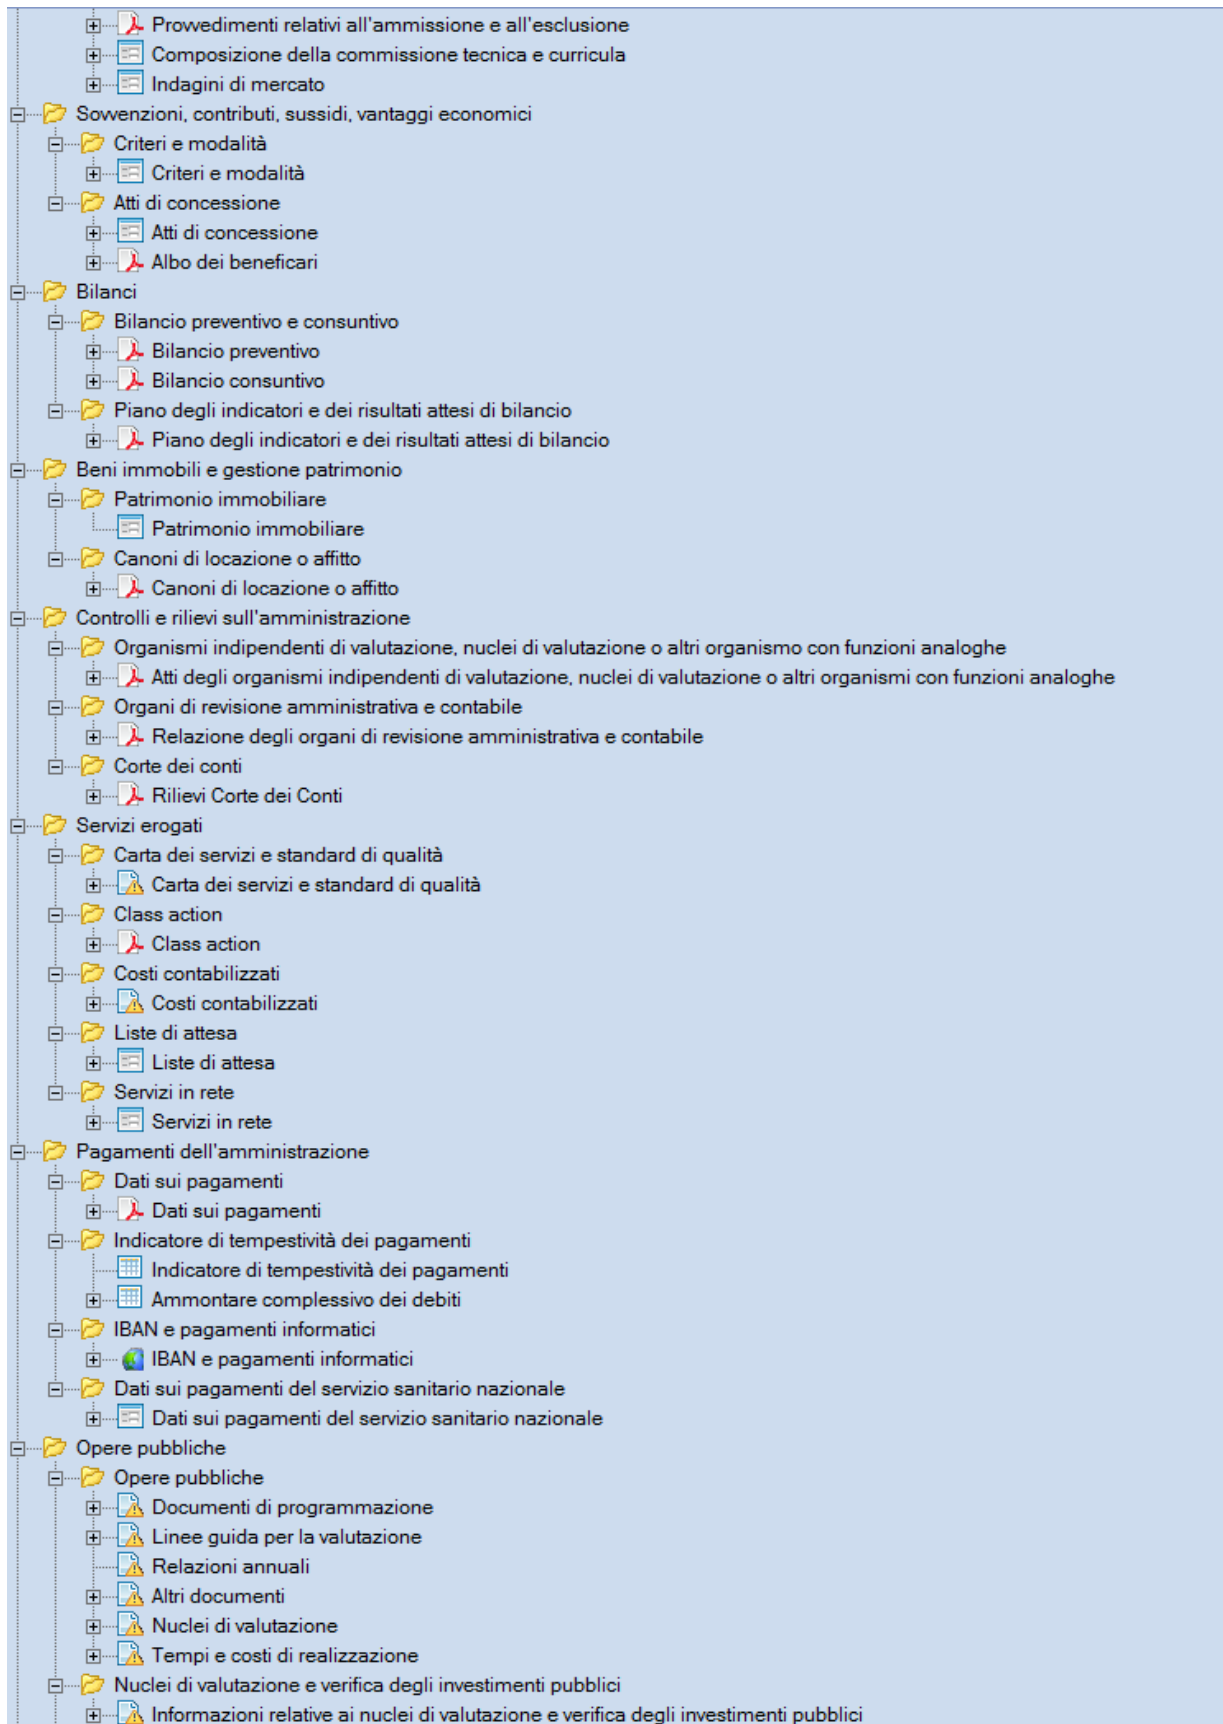 Provvedimenti relativi all'ammissione e all'esclusione
Composizione della commissione tecnica e curricula
Indagini di mercato
Sovvenzioni, contributi, sussidi, vantaggi economici
Criteri e modalità
Criteri e modalità
Atti di concessione
Atti di concessione
Albo dei beneficari
Bilanci
Bilancio preventivo e consuntivo
Bilancio preventivo
Bilancio consuntivo
Piano degli indicatori e dei risultati attesi di bilancio
Piano degli indicatori e dei risultati attesi di bilancio
Beni immobili e gestione patrimonio
Patrimonio immobiliare
Patrimonio immobiliare
Canoni di locazione o affitto
Canoni di locazione o affitto
Controlli e rilievi sull'amministrazione
Organismi indipendenti di valutazione, nuclei di valutazione o altri organismo con funzioni analoghe
Atti degli organismi indipendenti di valutazione, nuclei di valutazione o altri organismi con funzioni analoghe
Organi di revisione amministrativa e contabile
Relazione degli organi di revisione amministrativa e contabile
Corte dei conti
Rilievi Corte dei Conti
Servizi erogati
Carta dei servizi e standard di qualità
Carta dei servizi e standard di qualità
Class action
Class action
Costi contabilizzati
Costi contabilizzati
Liste di attesa
Liste di attesa
Servizi in rete
Servizi in rete
Pagamenti dell'amministrazione
Dati sui pagamenti
Dati sui pagamenti
Indicatore di tempestività dei pagamenti
Indicatore di tempestività dei pagamenti
Ammontare complessivo dei debiti
IBAN e pagamenti informatici
IBAN e pagamenti informatici
Dati sui pagamenti del servizio sanitario nazionale
Dati sui pagamenti del servizio sanitario nazionale
Opere pubbliche
Opere pubbliche
Documenti di programmazione
Linee guida per la valutazione
Relazioni annuali
Altri documenti
Nuclei di valutazione
Tempi e costi di realizzazione
Nuclei di valutazione e verifica degli investimenti pubblici
Informazioni relative ai nuclei di valutazione e verifica degli investimenti pubblici